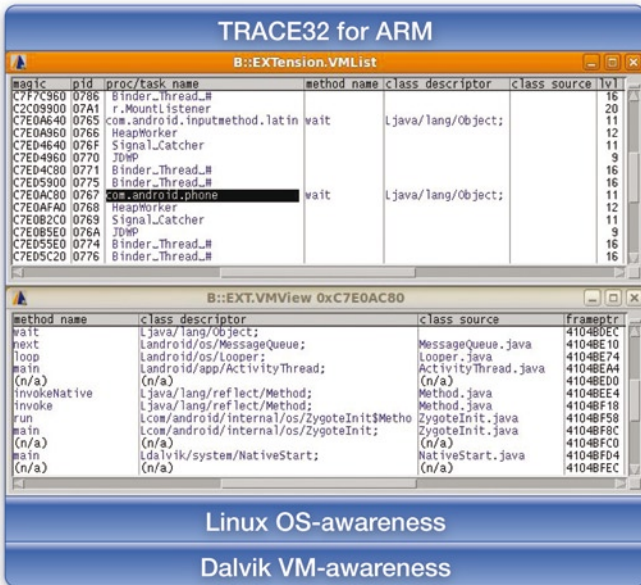 TRACE32 for ARM
B::EXTension.VMList
magic pid proc/task name method name class descriptor class source lvl
C7F7C960 0786 Binder_Thread_# 16
C2C09900 07A1 r.MountListener 20
C7E0A640 0765 com.android.inputmethod.latin wait Ljava/lang/Object; 11
C7E0A960 0766 HeapWorker 12
C7ED4640 076F Signal_Catcher 11
C7ED4960 0770 JDWP 9
C7ED4C80 0771 Binder_Thread_# 16
C7ED5900 0775 Binder_Thread_# 16
C7E0AC80 0767 com.android.phone wait Ljava/lang/Object; 11
C7E0AFA0 0768 HeapWorker 12
C7E0B2C0 0769 Signal_Catcher 11
C7E0B5E0 076A JDWP 9
C7ED55E0 0774 Binder_Thread_# 16
C7ED5C20 0776 Binder_Thread_# 16
B::EXT.VMView 0xC7E0AC80
method name class descriptor class source frameptr
wait Ljava/lang/Object; 4104BDEC
next Landroid/os/MessageQueue; MessageQueue.java 4104BE10
loop Landroid/os/Looper; Looper.java 4104BE74
main Landroid/app/ActivityThread; ActivityThread.java 4104BEA4
(n/a) (n/a) (n/a) 4104BED0
invokeNative Ljava/lang/reflect/Method; Method.java 4104BEE4
invoke Ljava/lang/reflect/Method; Method.java 4104BF18
run Lcom/android/internal/os/ZygoteInit$Metho ZygoteInit.java 4104BF58
main Lcom/android/internal/os/ZygoteInit; ZygoteInit.java 4104BF8C
(n/a) (n/a) (n/a) 4104BFC0
main Ldalvik/system/NativeStart; NativeStart.java 4104BFD4
(n/a) (n/a) (n/a) 4104BFEC
Linux OS-awareness
Dalvik VM-awareness